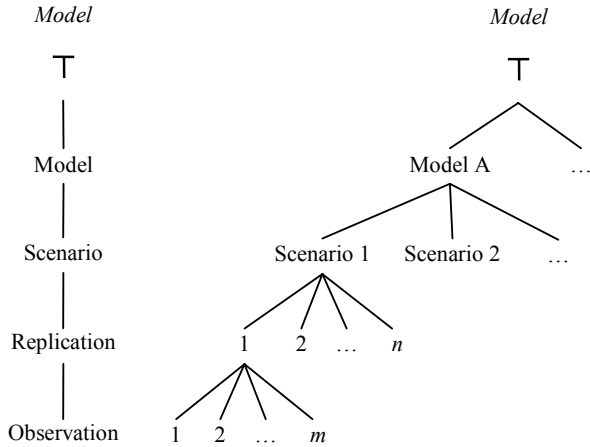 Model Model
⊤ ⊤
Model Model A …
Scenario Scenario 1 Scenario 2 …
Replication 1 2 … n
Observation 1 2 … m